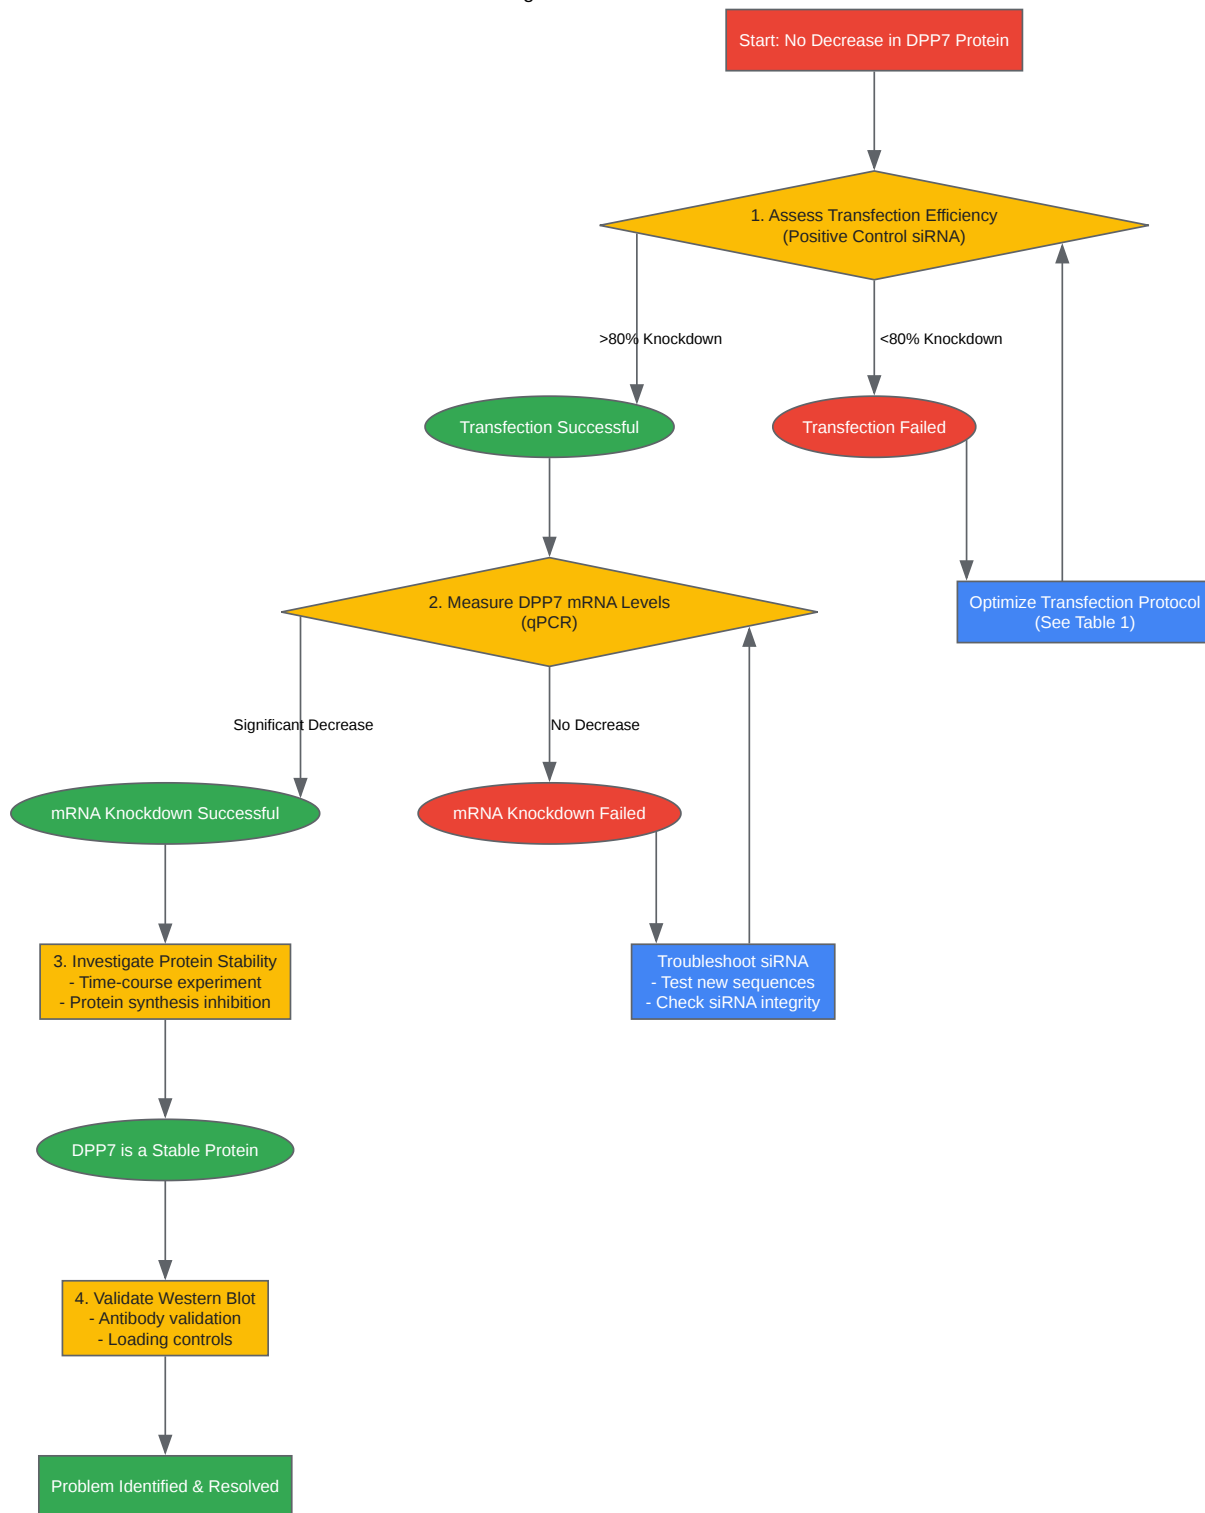 Start: No Decrease in DPP7 Protein
1. Assess Transfection Efficiency
(Positive Control siRNA)
>80% Knockdown
<80% Knockdown
Transfection Successful
Transfection Failed
2. Measure DPP7 mRNA Levels
(qPCR)
Optimize Transfection Protocol
(See Table 1)
Significant Decrease
No Decrease
mRNA Knockdown Successful
mRNA Knockdown Failed
3. Investigate Protein Stability
- Time-course experiment
- Protein synthesis inhibition
Troubleshoot siRNA
- Test new sequences
- Check siRNA integrity
DPP7 is a Stable Protein
4. Validate Western Blot
- Antibody validation
- Loading controls
Problem Identified & Resolved